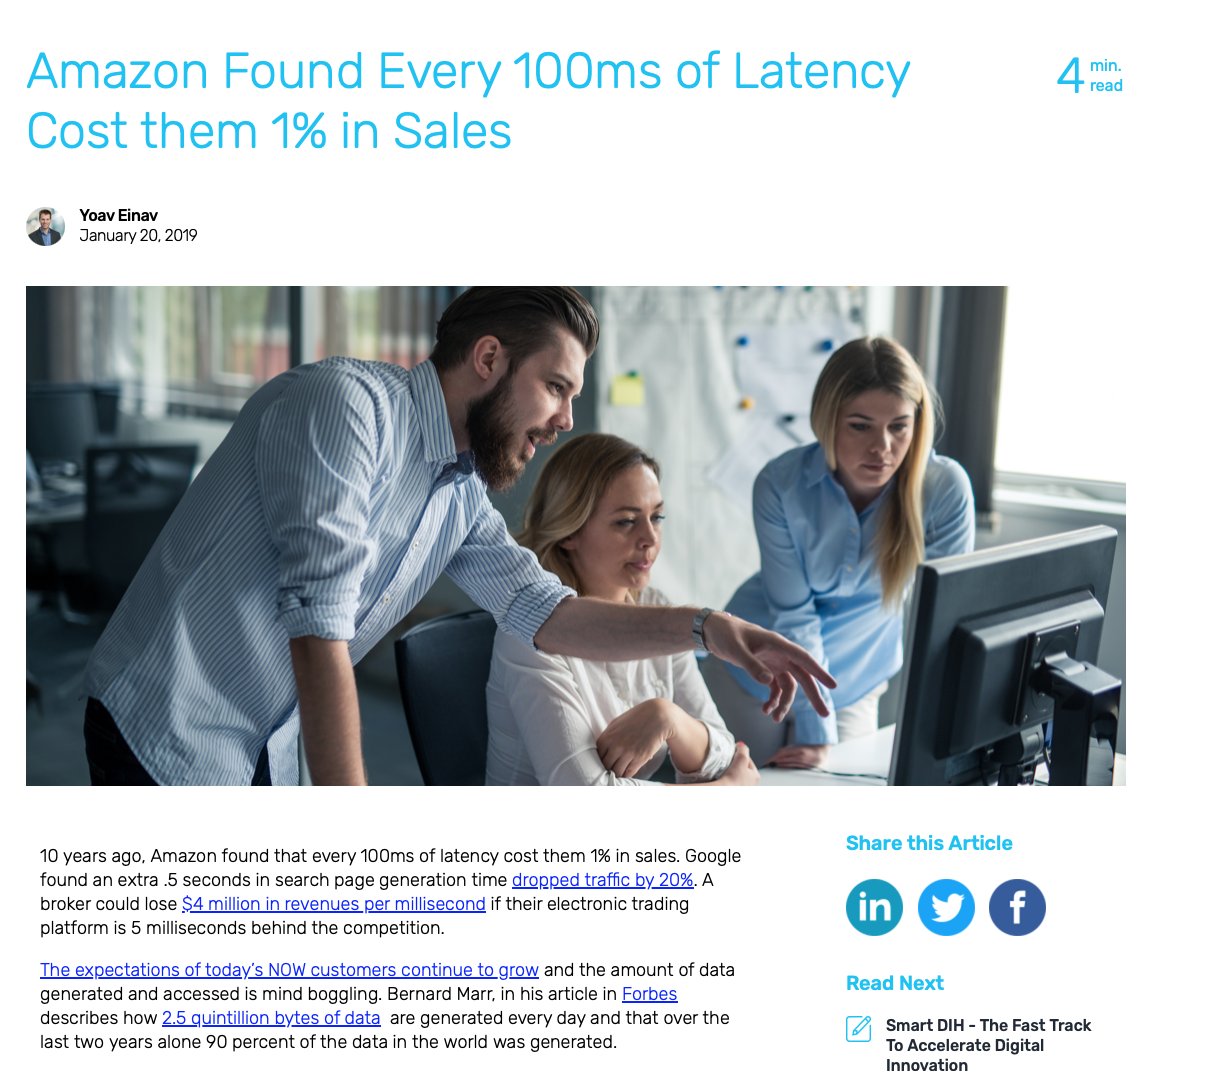 Amazon Found Every 100ms of Latency
Cost them 1% in Sales
4 min.
read
Yoav Einav
January 20, 2019
10 years ago, Amazon found that every 100ms of latency cost them 1% in sales. Google
found an extra .5 seconds in search page generation time dropped traffic by 20%. A
broker could lose $4 million in revenues per millisecond if their electronic trading
platform is 5 milliseconds behind the competition.
The expectations of today's NOW customers continue to grow and the amount of data
generated and accessed is mind boggling. Bernard Marr, in his article in Forbes
describes how 2.5 quintillion bytes of data are generated every day and that over the
last two years alone 90 percent of the data in the world was generated.
Share this Article
in
f
Read Next
Smart DIH - The Fast Track
To Accelerate Digital
Innovation